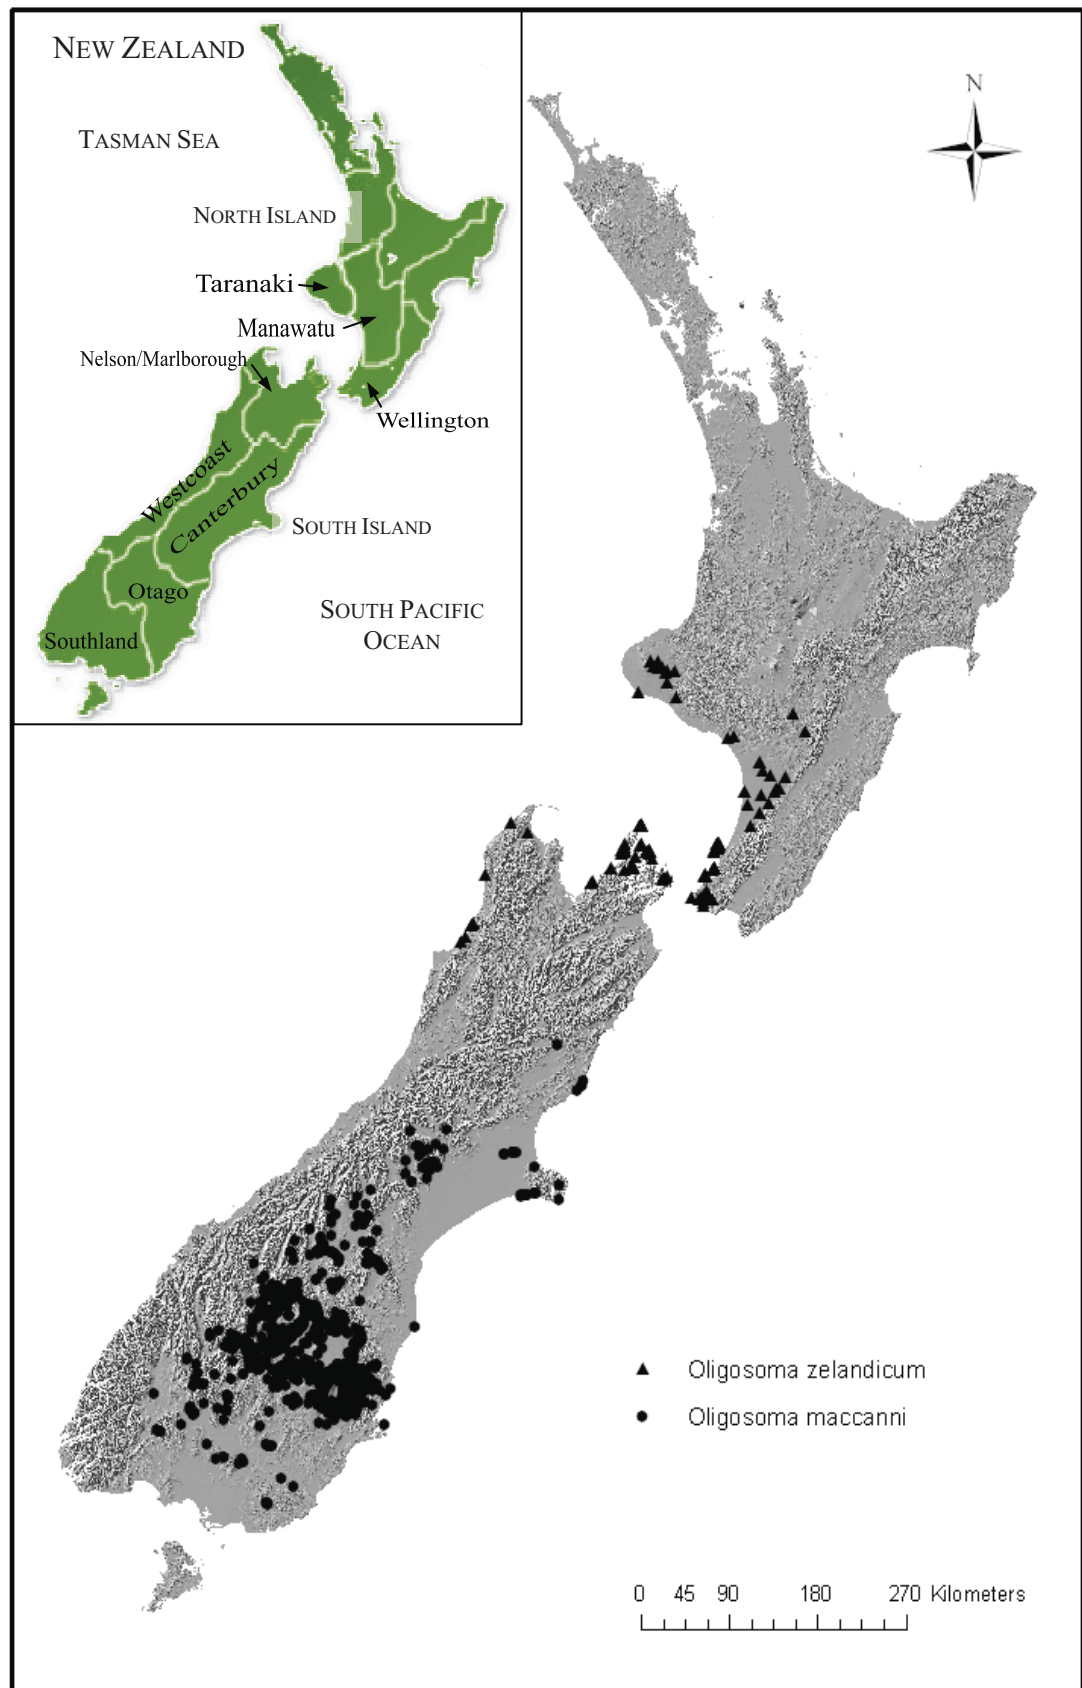 NEW ZEALAND
TASMAN SEA
NORTH ISLAND
Taranaki
Manawatu
Nelson/Marlborough
Wellington
Westcoast
Canterbury
SOUTH ISLAND
Otago
SOUTH PACIFIC
OCEAN
Southland
N
Oligosoma zelandicum
Oligosoma maccanni
0 45 90 180 270 Kilometers